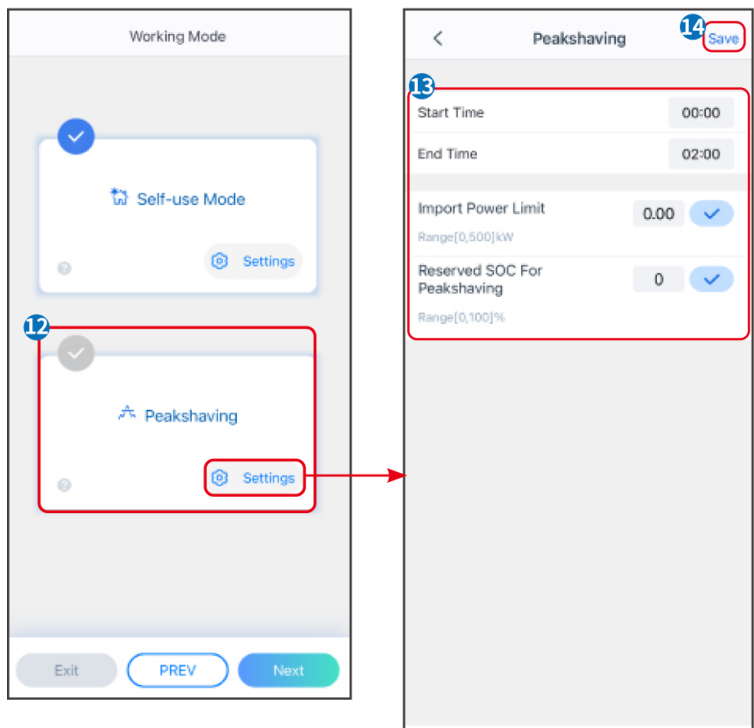 Working Mode
Self-use Mode
?
Settings
12
Peakshaving
?
Settings
Exit
PREV
Next
Peakshaving
14
Save
13
Start Time
00:00
End Time
02:00
Import Power Limit
0.00
Range[0,500]kW
Reserved SOC For
Peakshaving
0
Range[0,100]%